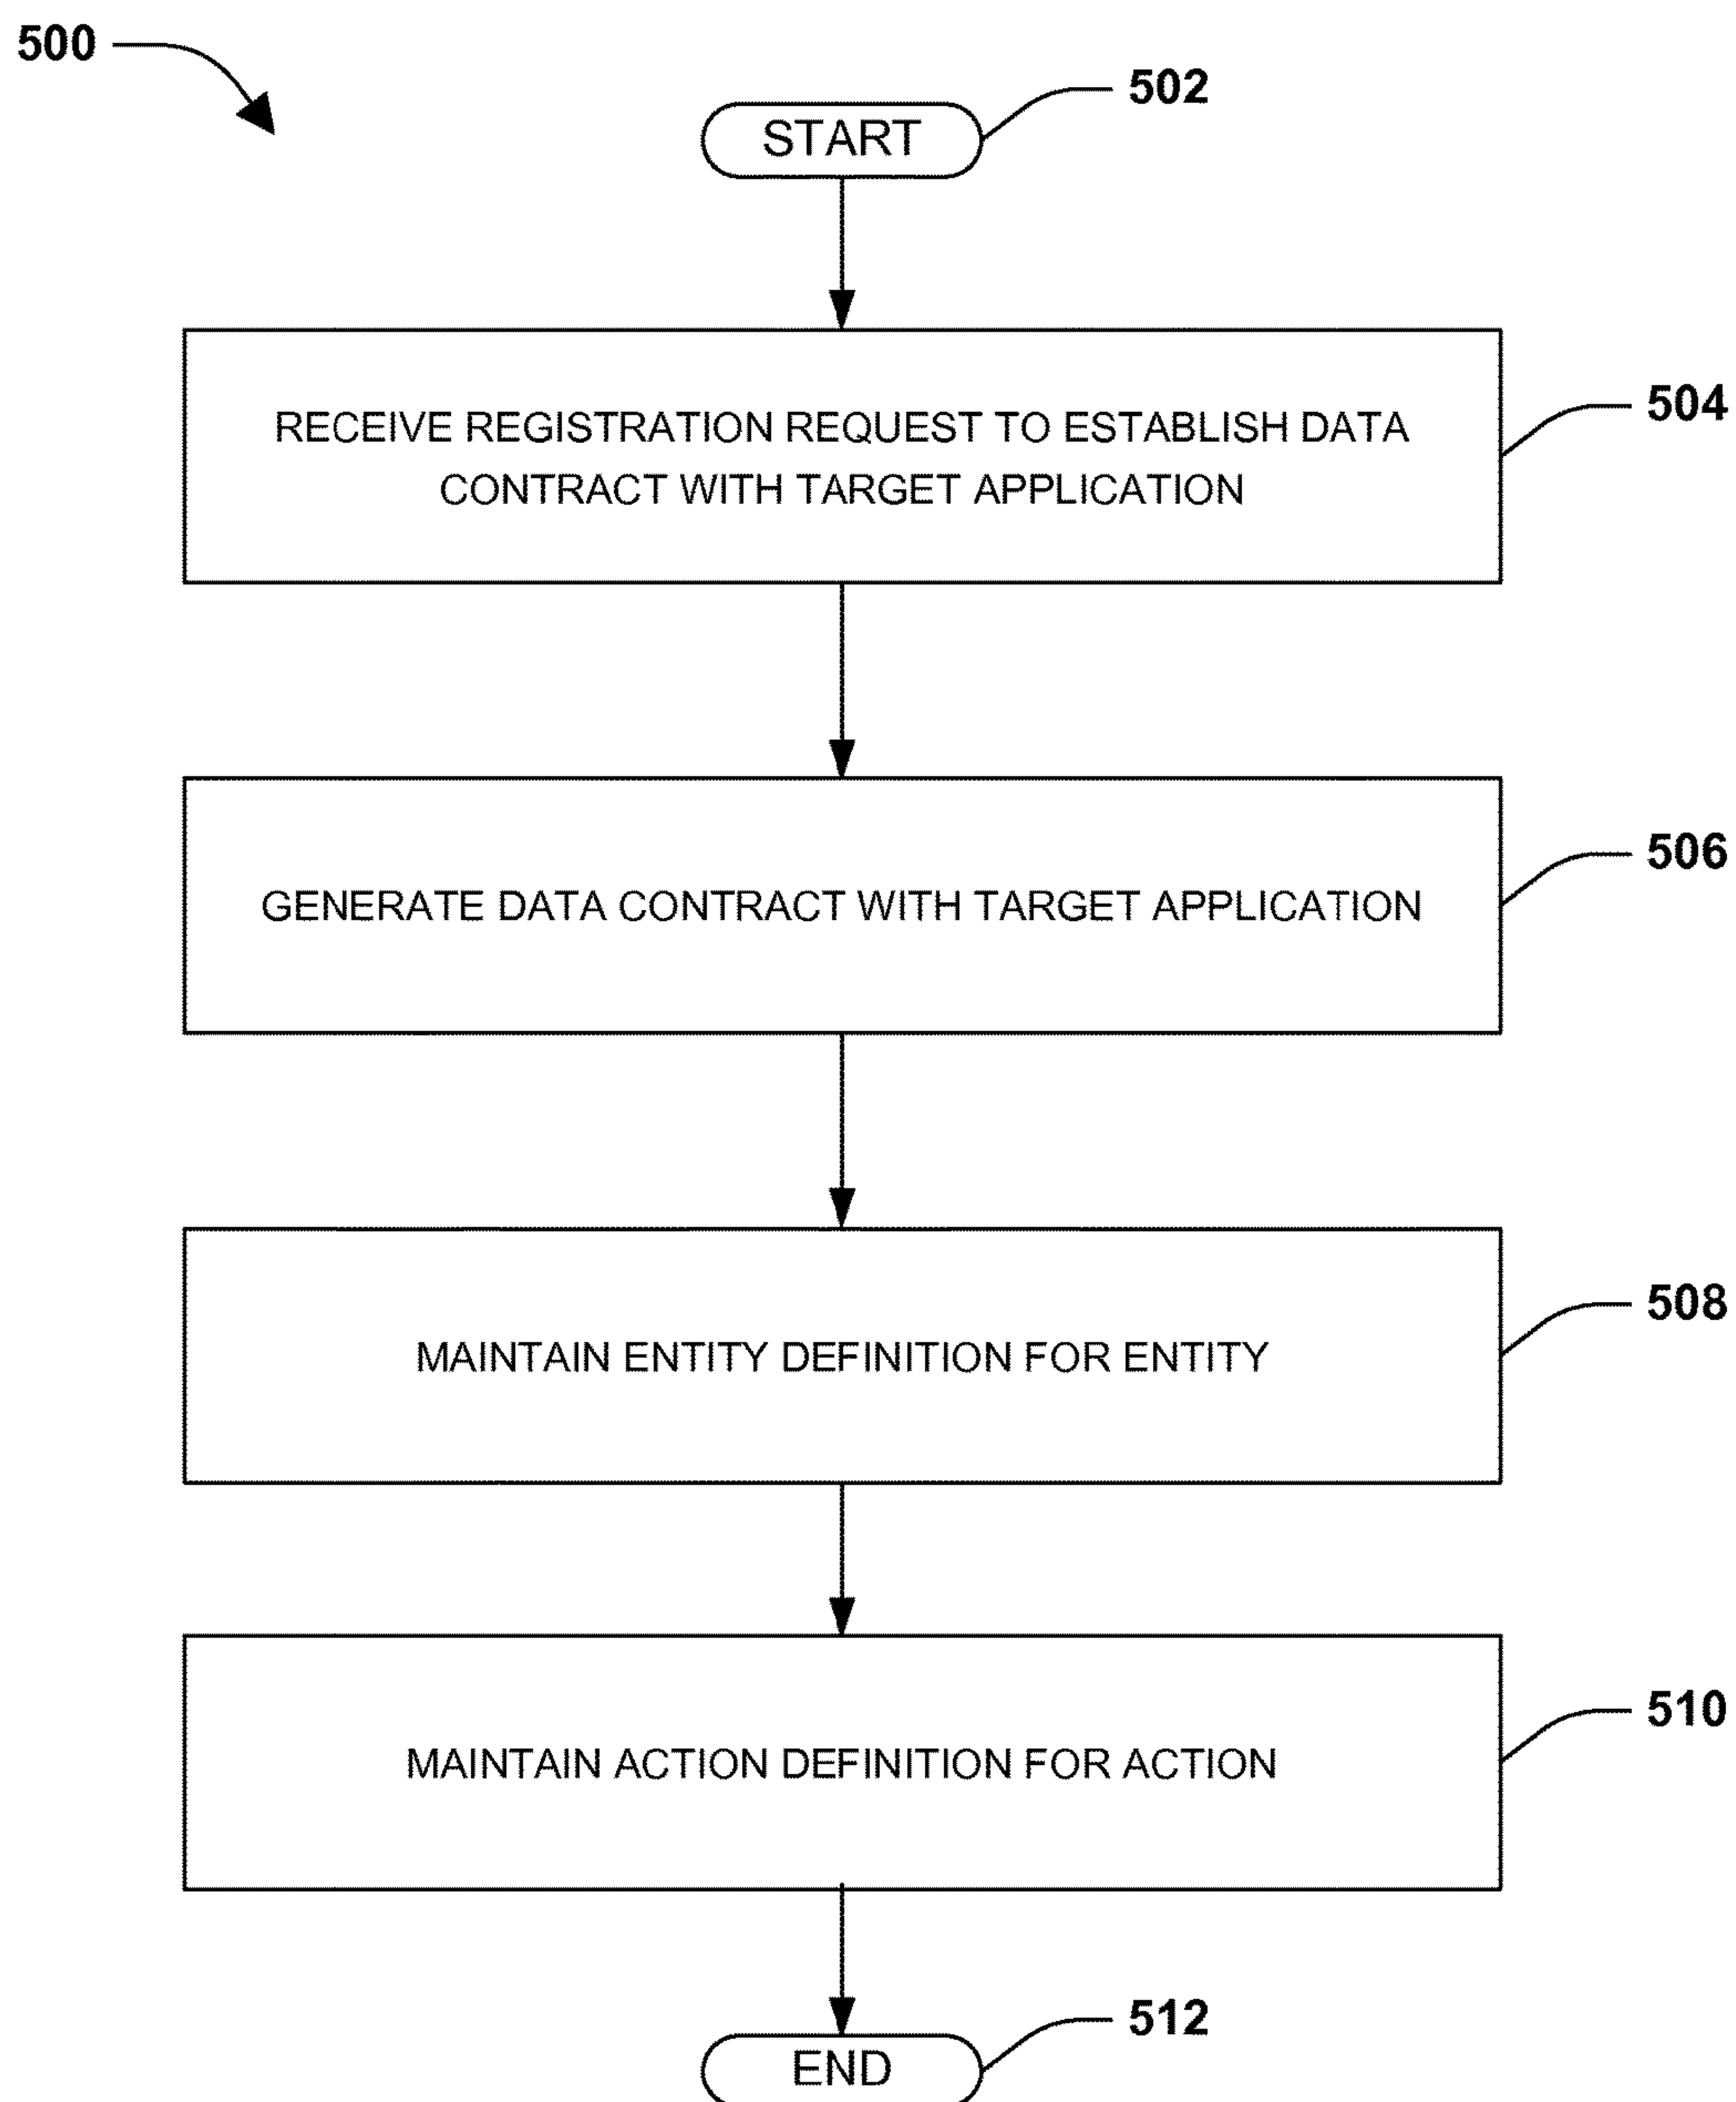 500
502
START
504
RECEIVE REGISTRATION REQUEST TO ESTABLISH DATA
CONTRACT WITH TARGET APPLICATION
506
GENERATE DATA CONTRACT WITH TARGET APPLICATION
508
MAINTAIN ENTITY DEFINITION FOR ENTITY
510
MAINTAIN ACTION DEFINITION FOR ACTION
512
END